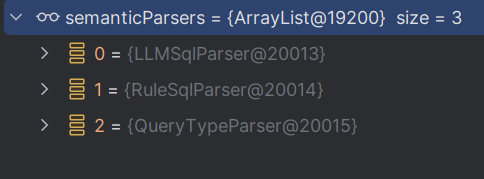 semanticParsers = {ArrayList@19200} size = 3
0 = {LLMSqlParser@20013}
1 = {RuleSqlParser@20014}
2 = {QueryTypeParser@20015}